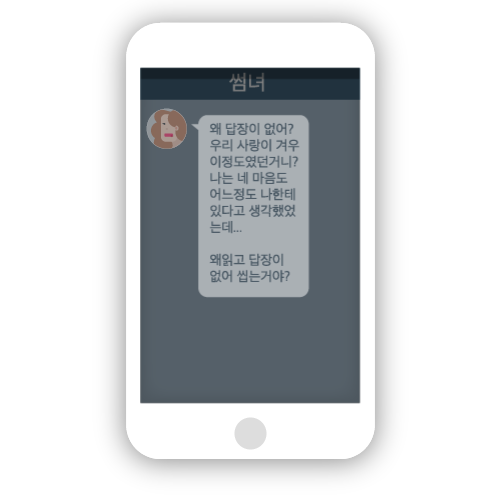 썸녀
왜 답장이 없어?
우리 사랑이 겨우
이정도였던거니?
나는 네 마음도
어느정도 나한테
있다고 생각했었
는데...
왜읽고 답장이
없어 씹는거야?